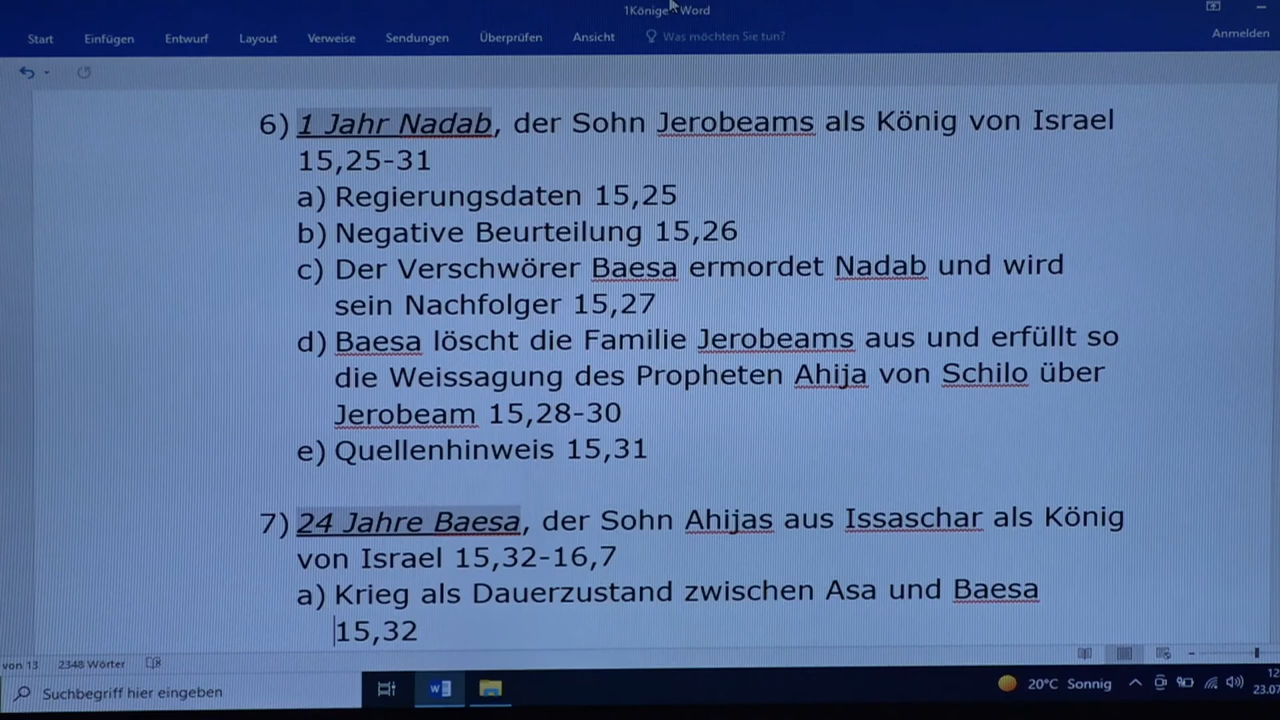 1Könige - Word
Start Einfügen Entwurf Layout Verweise Sendungen Überprüfen Ansicht Was möchten Sie tun? Anmelden
6) 1 Jahr Nadab, der Sohn Jerobeams als König von Israel
15,25-31
a) Regierungsdaten 15,25
b) Negative Beurteilung 15,26
c) Der Verschwörer Baesa ermordet Nadab und wird
sein Nachfolger 15,27
d) Baesa löscht die Familie Jerobeams aus und erfüllt so
die Weissagung des Propheten Ahija von Schilo über
Jerobeam 15,28-30
e) Quellenhinweis 15,31
7) 24 Jahre Baesa, der Sohn Ahijas aus Issaschar als König
von Israel 15,32-16,7
a) Krieg als Dauerzustand zwischen Asa und Baesa
15,32
von 13 2348 Wörter
Suchbegriff hier eingeben
20°C Sonnig
12
23.07